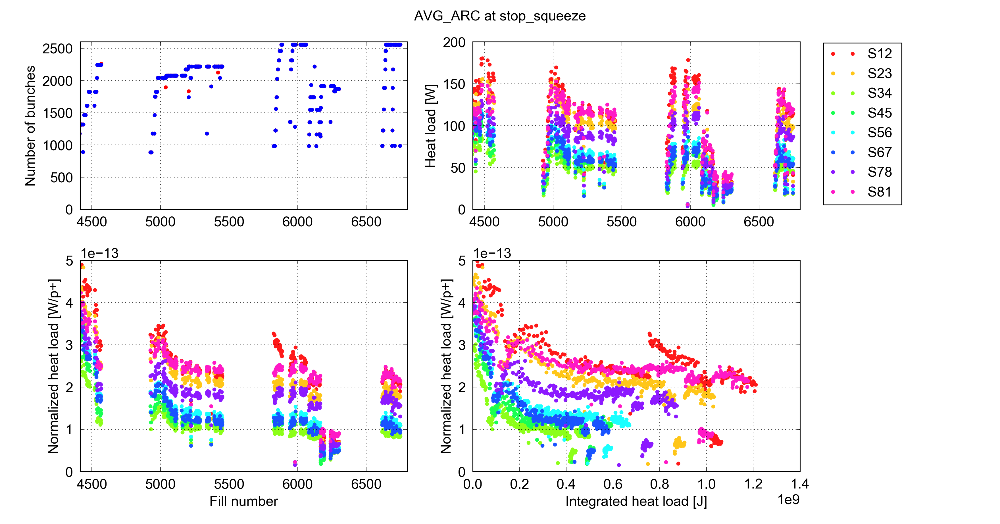 AVG_ARC at stop_squeeze
Number of bunches
2500
2000
1500
1000
500
0
4500 5000 5500 6000 6500
Heat load [W]
200
150
100
50
0
4500 5000 5500 6000 6500
S12
S23
S34
S45
S56
S67
S78
S81
1e−13
Normalized heat load [W/p+]
5
4
3
2
1
0
4500 5000 5500 6000 6500
Fill number
1e−13
Normalized heat load [W/p+]
5
4
3
2
1
0
0.0 0.2 0.4 0.6 0.8 1.0 1.2 1.4
Integrated heat load [J]
1e9